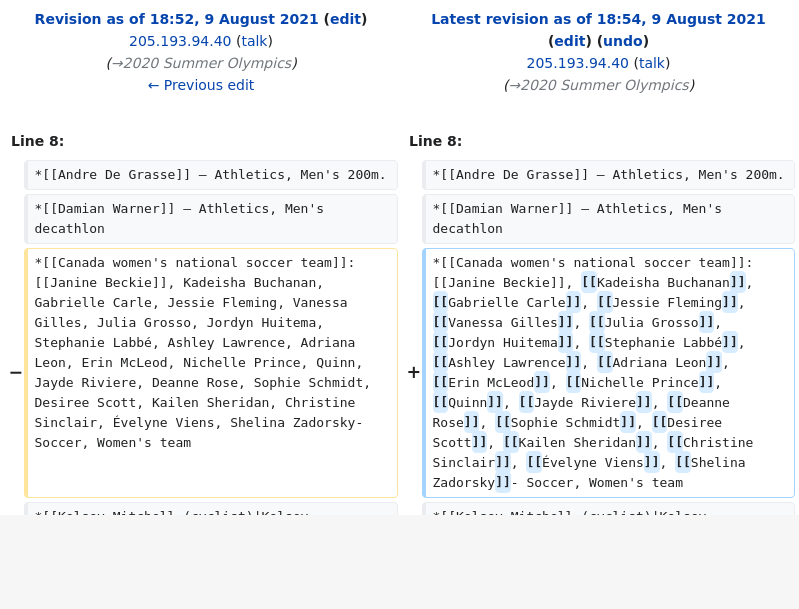 Revision as of 18:52, 9 August 2021 (edit)
205.193.94.40 (talk)
(→2020 Summer Olympics)
← Previous edit
Latest revision as of 18:54, 9 August 2021
(edit) (undo)
205.193.94.40 (talk)
(→2020 Summer Olympics)
Line 8:
Line 8:
*[[Andre De Grasse]] – Athletics, Men's 200m.
*[[Andre De Grasse]] – Athletics, Men's 200m.
*[[Damian Warner]] – Athletics, Men's
decathlon
*[[Damian Warner]] – Athletics, Men's
decathlon
−
*[[Canada women's national soccer team]]:
[[Janine Beckie]], Kadeisha Buchanan,
Gabrielle Carle, Jessie Fleming, Vanessa
Gilles, Julia Grosso, Jordyn Huitema,
Stephanie Labbé, Ashley Lawrence, Adriana
Leon, Erin McLeod, Nichelle Prince, Quinn,
Jayde Riviere, Deanne Rose, Sophie Schmidt,
Desiree Scott, Kailen Sheridan, Christine
Sinclair, Évelyne Viens, Shelina Zadorsky-
Soccer, Women's team
+
*[[Canada women's national soccer team]]:
[[Janine Beckie]], [[Kadeisha Buchanan]],
[[Gabrielle Carle]], [[Jessie Fleming]],
[[Vanessa Gilles]], [[Julia Grosso]],
[[Jordyn Huitema]], [[Stephanie Labbé]],
[[Ashley Lawrence]], [[Adriana Leon]],
[[Erin McLeod]], [[Nichelle Prince]],
[[Quinn]], [[Jayde Riviere]], [[Deanne
Rose]], [[Sophie Schmidt]], [[Desiree
Scott]], [[Kailen Sheridan]], [[Christine
Sinclair]], [[Évelyne Viens]], [[Shelina
Zadorsky]]- Soccer, Women's team
*[[Kelsey Mitchell (cyclist)|Kelsey
*[[Kelsey Mitchell (cyclist)|Kelsey